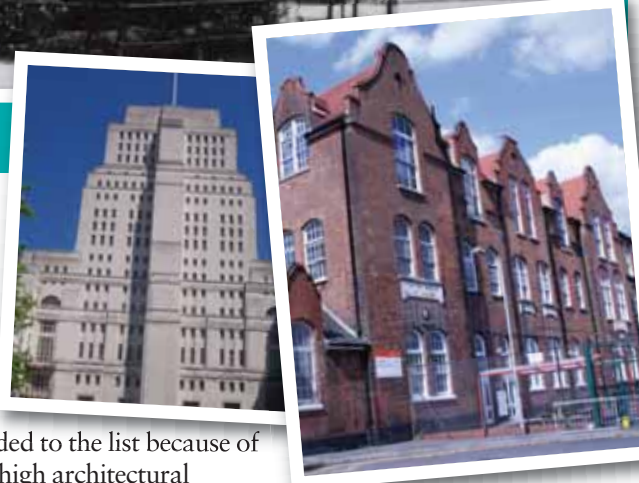 ded to the list because of
high architectural